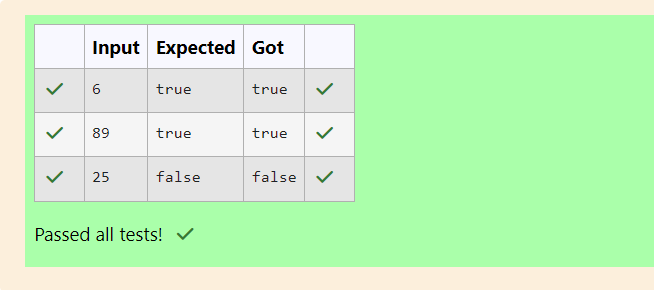 Input Expected Got
6 true true
89 true true
25 false false
Passed all tests!